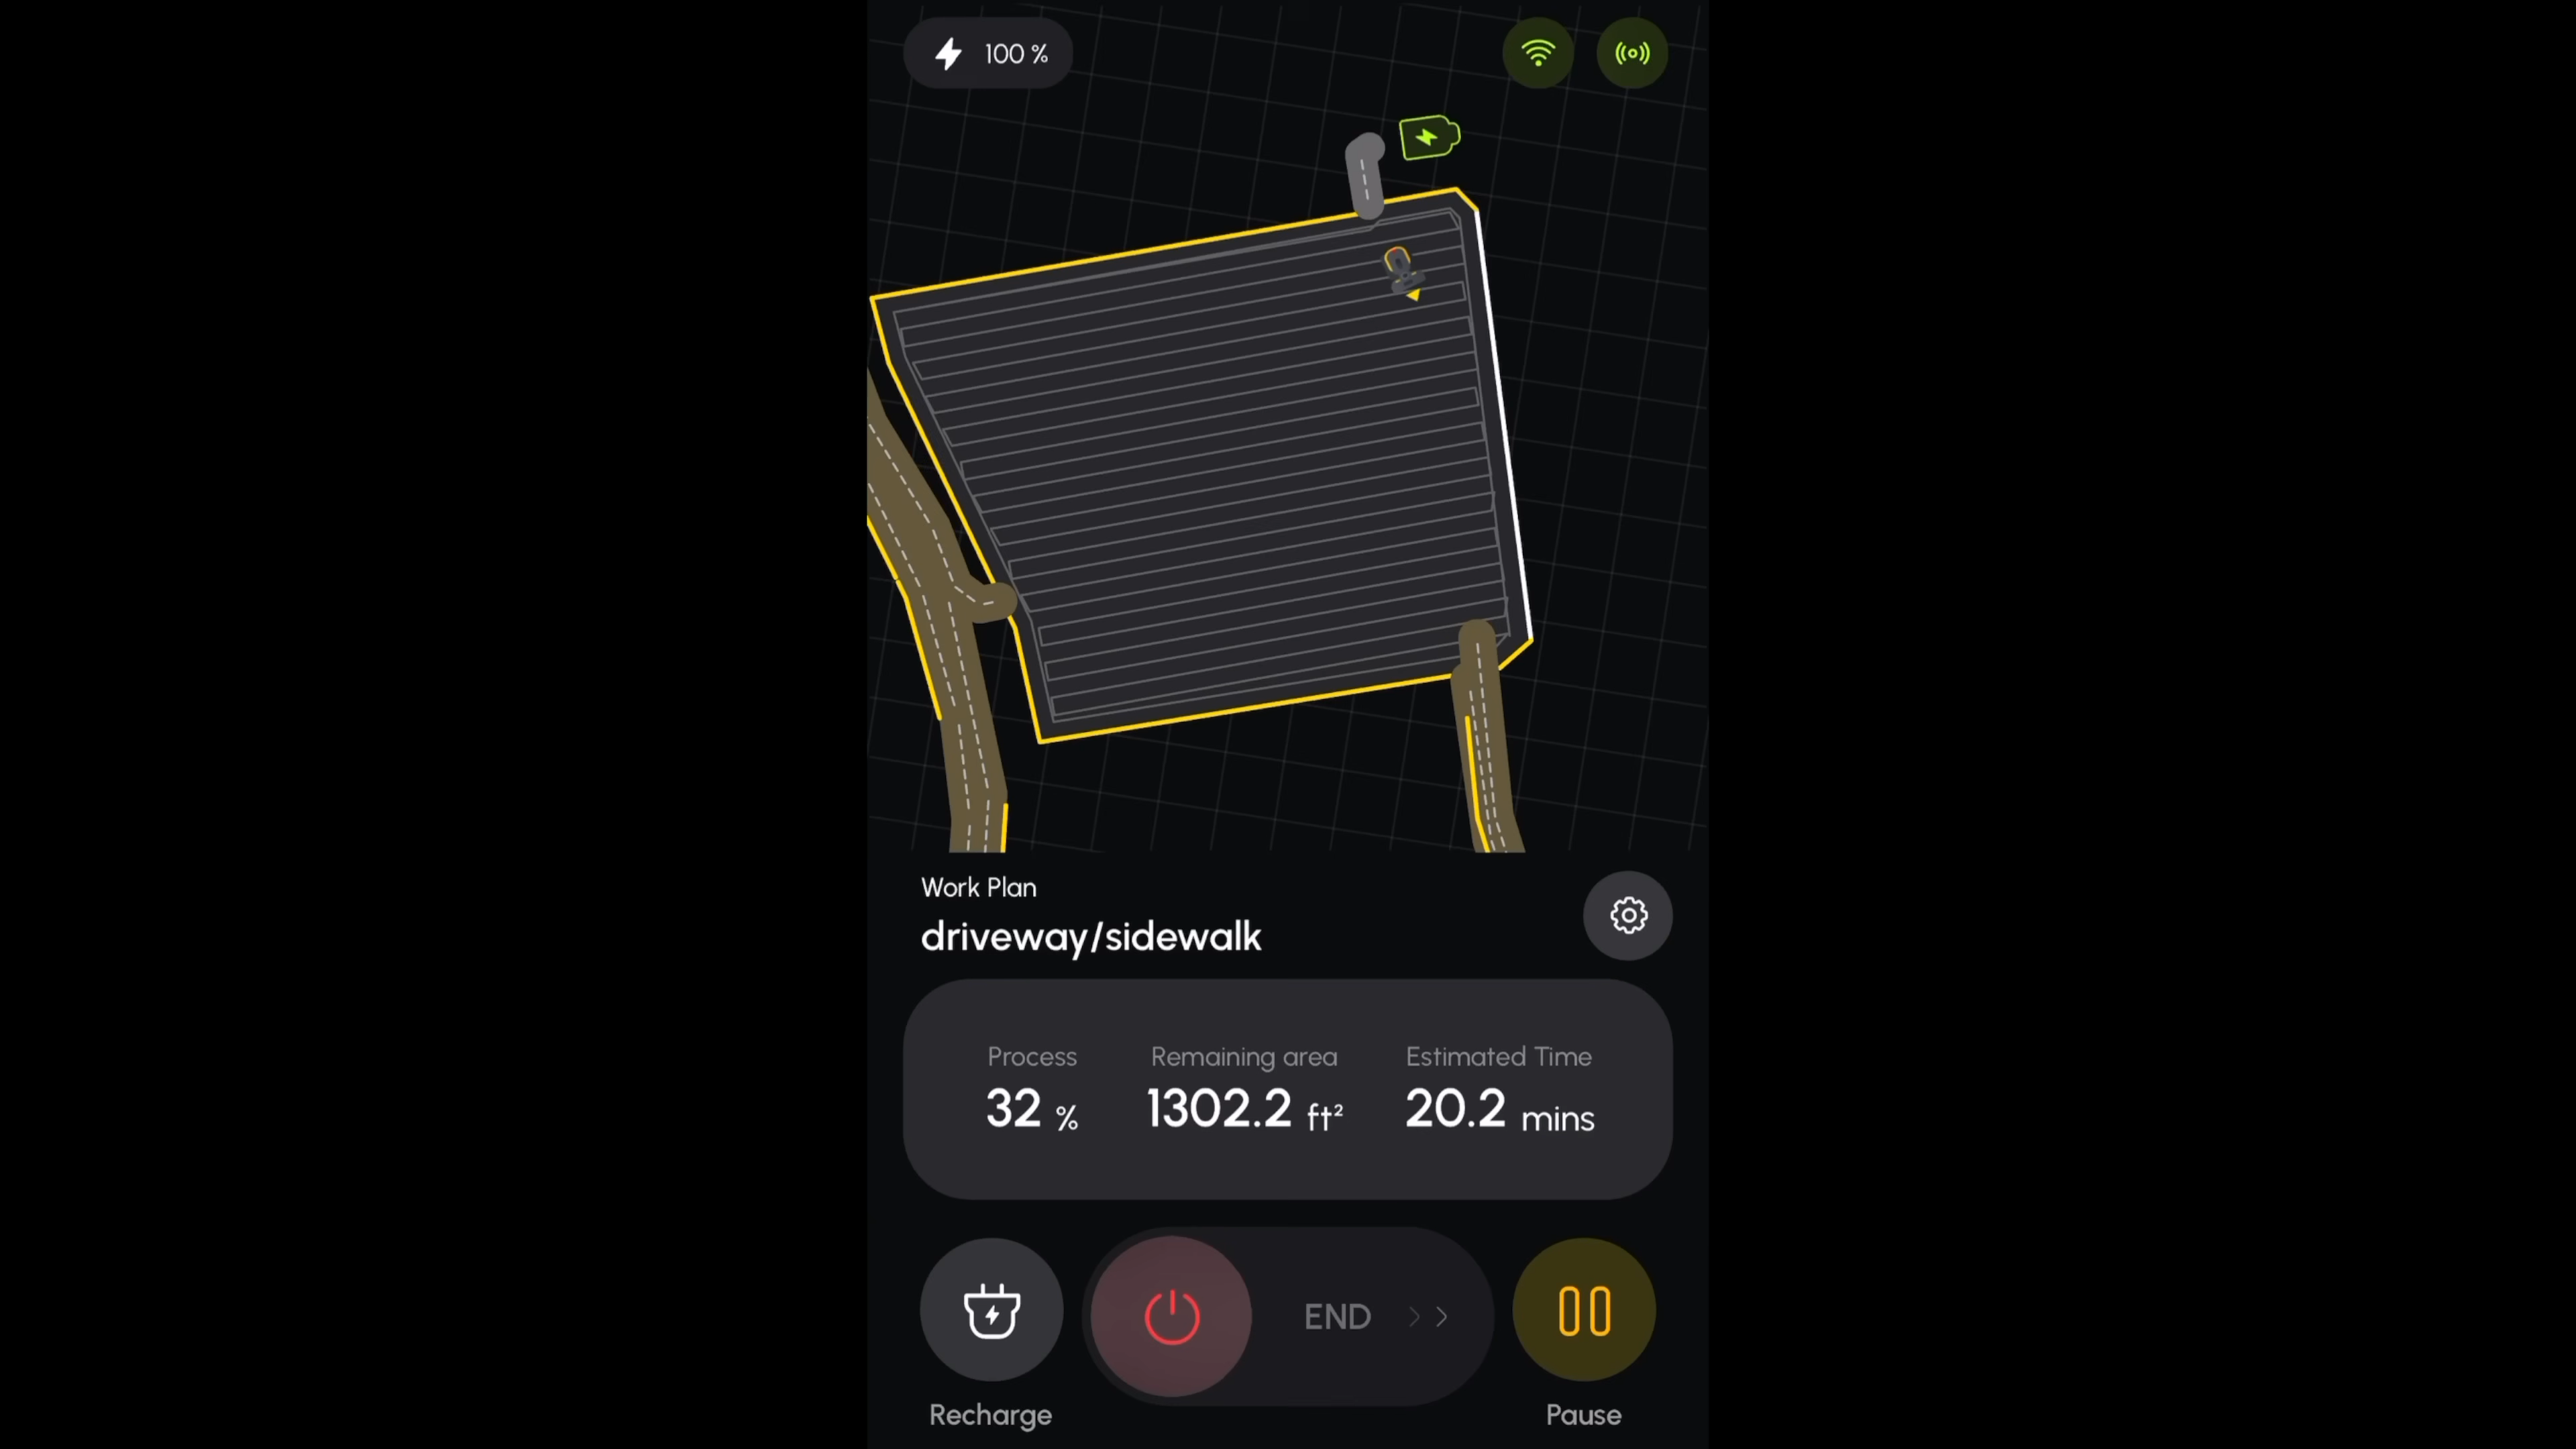 100 %
Work Plan
driveway/sidewalk
Process
Remaining area
Estimated Time
32 %
1302.2 ft²
20.2 mins
END
Recharge
Pause